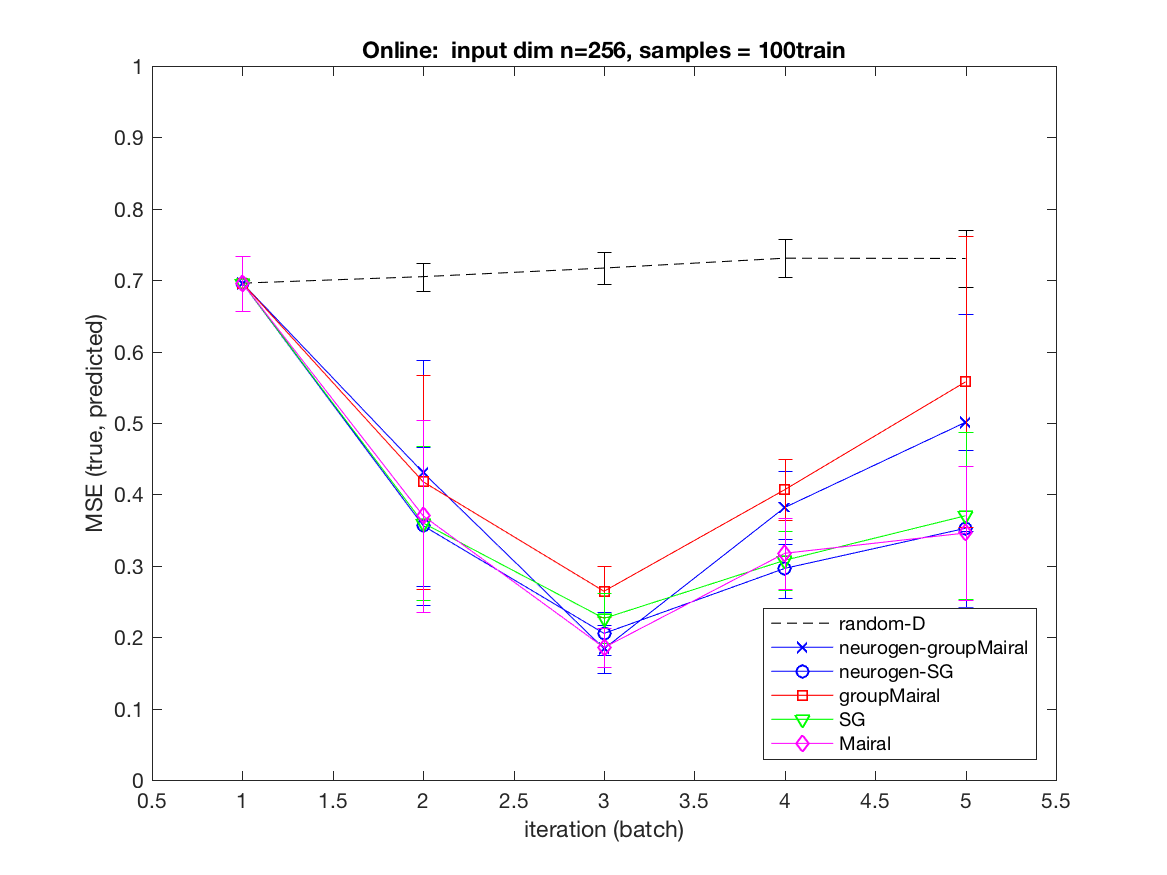 Online:  input dim n=256, samples = 100train
1
0.9
0.8
0.7
0.6
0.5
0.4
0.3
0.2
0.1
0
MSE (true, predicted)
0.5 1 1.5 2 2.5 3 3.5 4 4.5 5 5.5
iteration (batch)
random-D
neurogen-groupMairal
neurogen-SG
groupMairal
SG
Mairal